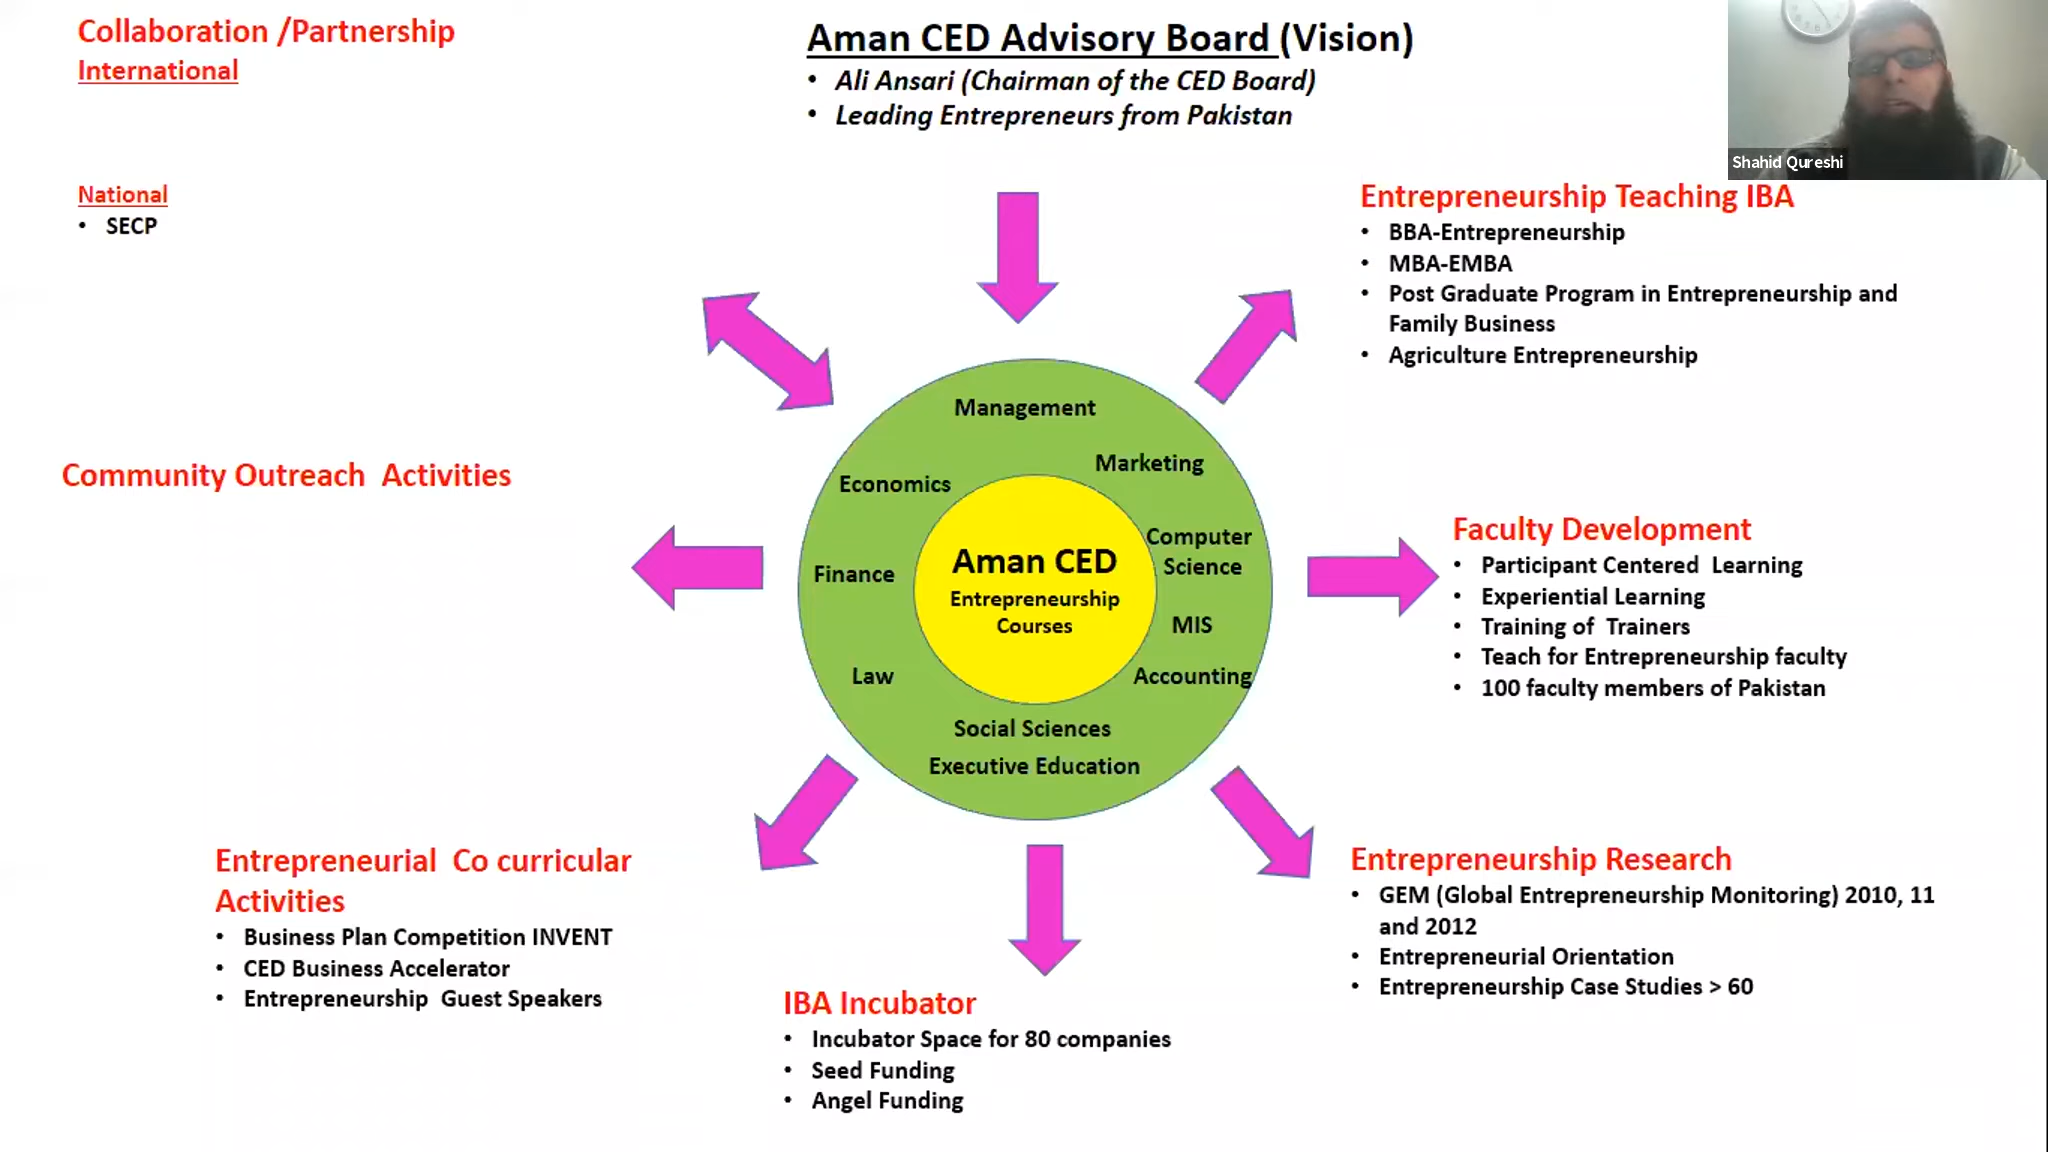 Collaboration /Partnership
International
National
• SECP
Aman CED Advisory Board (Vision)
• Ali Ansari (Chairman of the CED Board)
• Leading Entrepreneurs from Pakistan
Shahid Qureshi
Entrepreneurship Teaching IBA
• BBA-Entrepreneurship
• MBA-EMBA
• Post Graduate Program in Entrepreneurship and
Family Business
• Agriculture Entrepreneurship
Community Outreach  Activities
Management
Marketing
Economics
Computer
Science
Finance
MIS
Law
Accounting
Social Sciences
Executive Education
Aman CED
Entrepreneurship
Courses
Faculty Development
• Participant Centered  Learning
• Experiential Learning
• Training of  Trainers
• Teach for Entrepreneurship faculty
• 100 faculty members of Pakistan
Entrepreneurial  Co curricular
Activities
• Business Plan Competition INVENT
• CED Business Accelerator
• Entrepreneurship  Guest Speakers
IBA Incubator
• Incubator Space for 80 companies
• Seed Funding
• Angel Funding
Entrepreneurship Research
• GEM (Global Entrepreneurship Monitoring) 2010, 11
and 2012
• Entrepreneurial Orientation
• Entrepreneurship Case Studies > 60